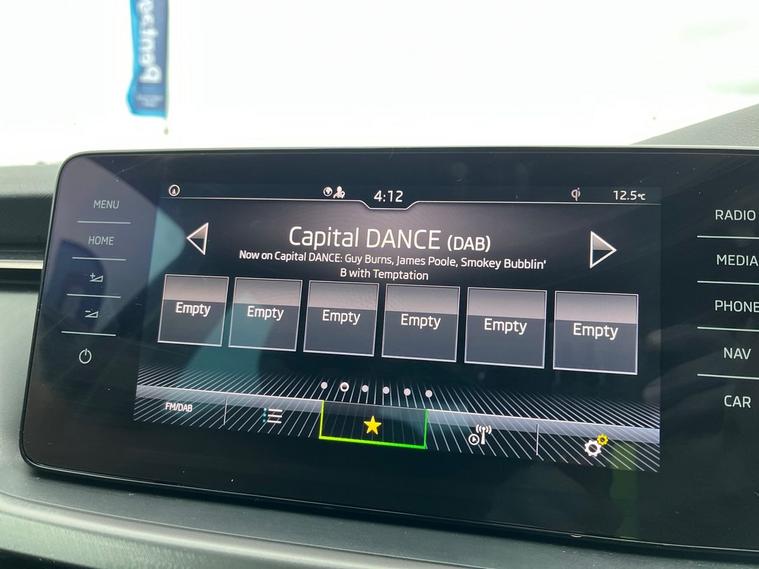 Pentagon
MENU
HOME
4:12
12.5°C
Capital DANCE (DAB)
Now on Capital DANCE: Guy Burns, James Poole, Smokey Bubblin'
B with Temptation
Empty
Empty
Empty
Empty
Empty
Empty
FM/DAB
RADIO
MEDIA
PHONE
NAV
CAR